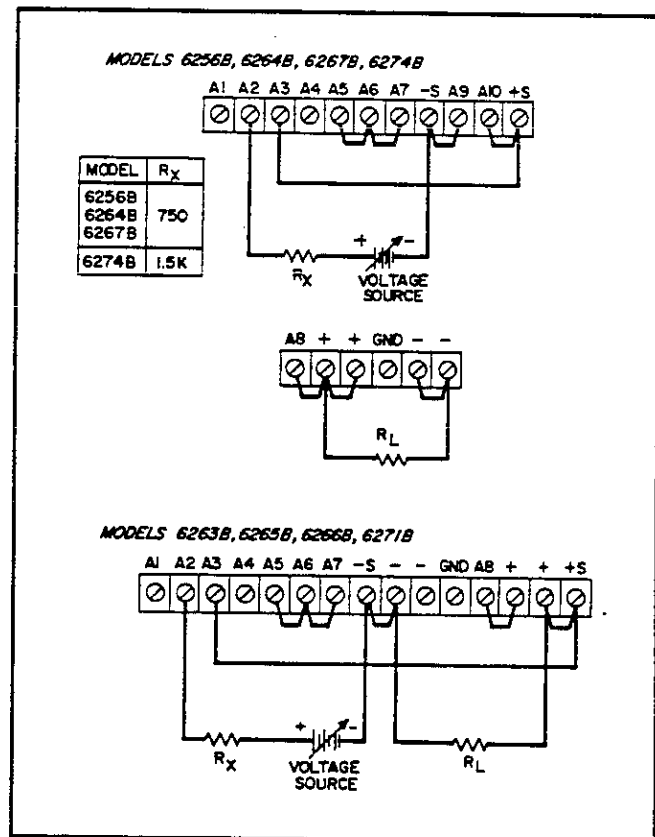 MODELS 6256B, 6264B, 6267B, 6274B
A1 A2 A3 A4 A5 A6 A7 -S A9 A10 +S
MODEL RX
6256B
6264B 750
6267B
6274B 1.5K
+ -
RX
VOLTAGE
SOURCE
A8 + + GND - -
RL
MODELS 6263B, 6265B, 6266B, 6271B
A1 A2 A3 A4 A5 A6 A7 -S - - GND A8 + + +S
+ -
RX
VOLTAGE
SOURCE
RL